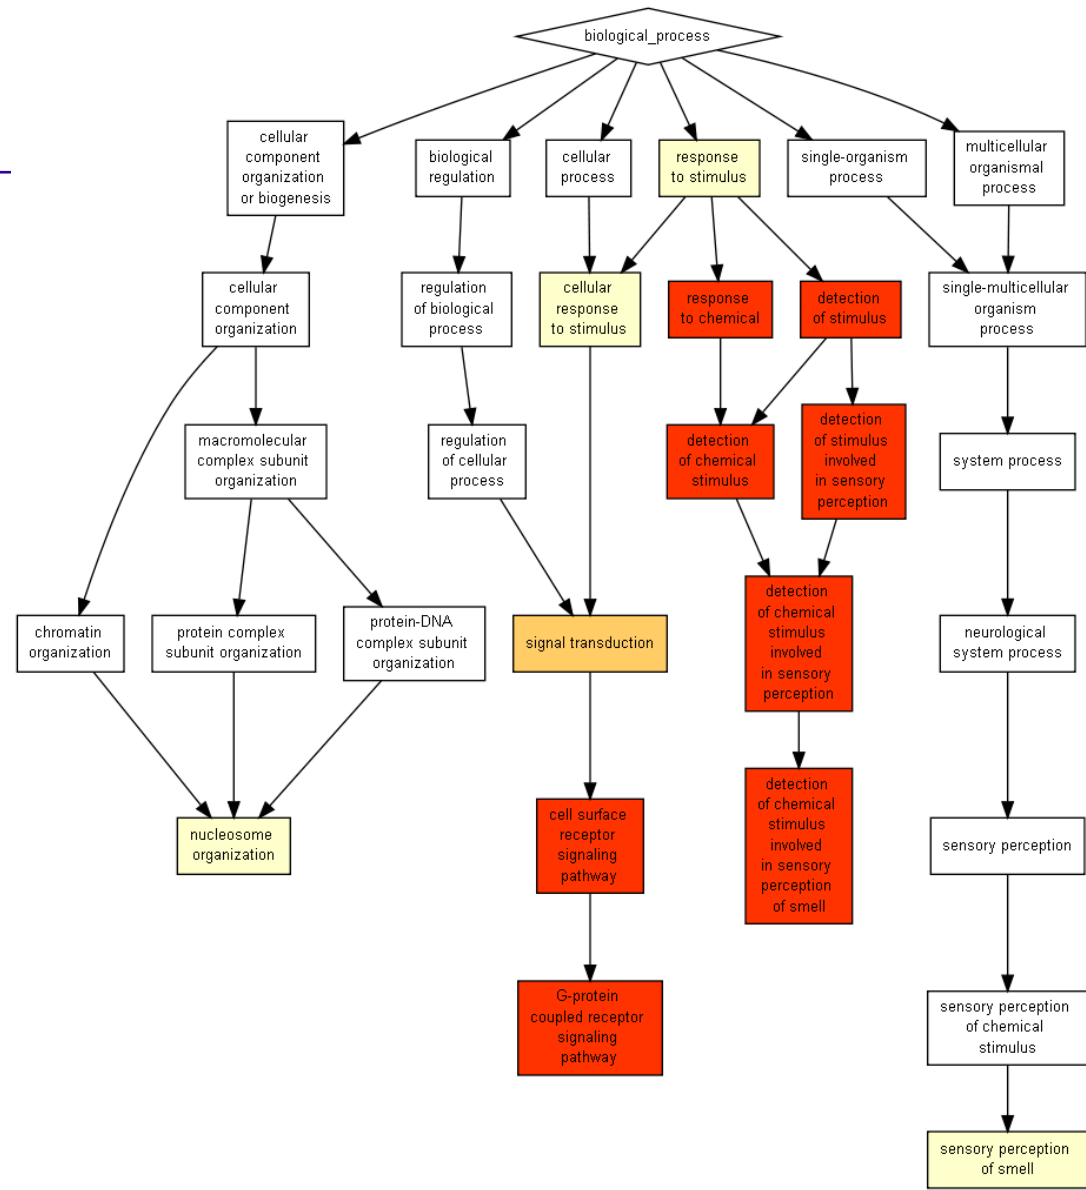 biological_process
cellular
component
organization
or biogenesis
biological
regulation
cellular
process
response
to stimulus
single-organism
process
multicellular
organismal
process
cellular
component
organization
regulation
of biological
process
cellular
response
to stimulus
response
to chemical
detection
of stimulus
single-multicellular
organism
process
macromolecular
complex subunit
organization
regulation
of cellular
process
detection
of chemical
stimulus
detection
of stimulus
involved
in sensory
perception
system process
chromatin
organization
protein complex
subunit organization
protein-DNA
complex subunit
organization
signal transduction
detection
of chemical
stimulus
involved
in sensory
perception
neurological
system process
nucleosome
organization
cell surface
receptor
signaling
pathway
detection
of chemical
stimulus
involved
in sensory
perception
of smell
sensory perception
G-protein
coupled receptor
signaling
pathway
sensory perception
of chemical
stimulus
sensory perception
of smell